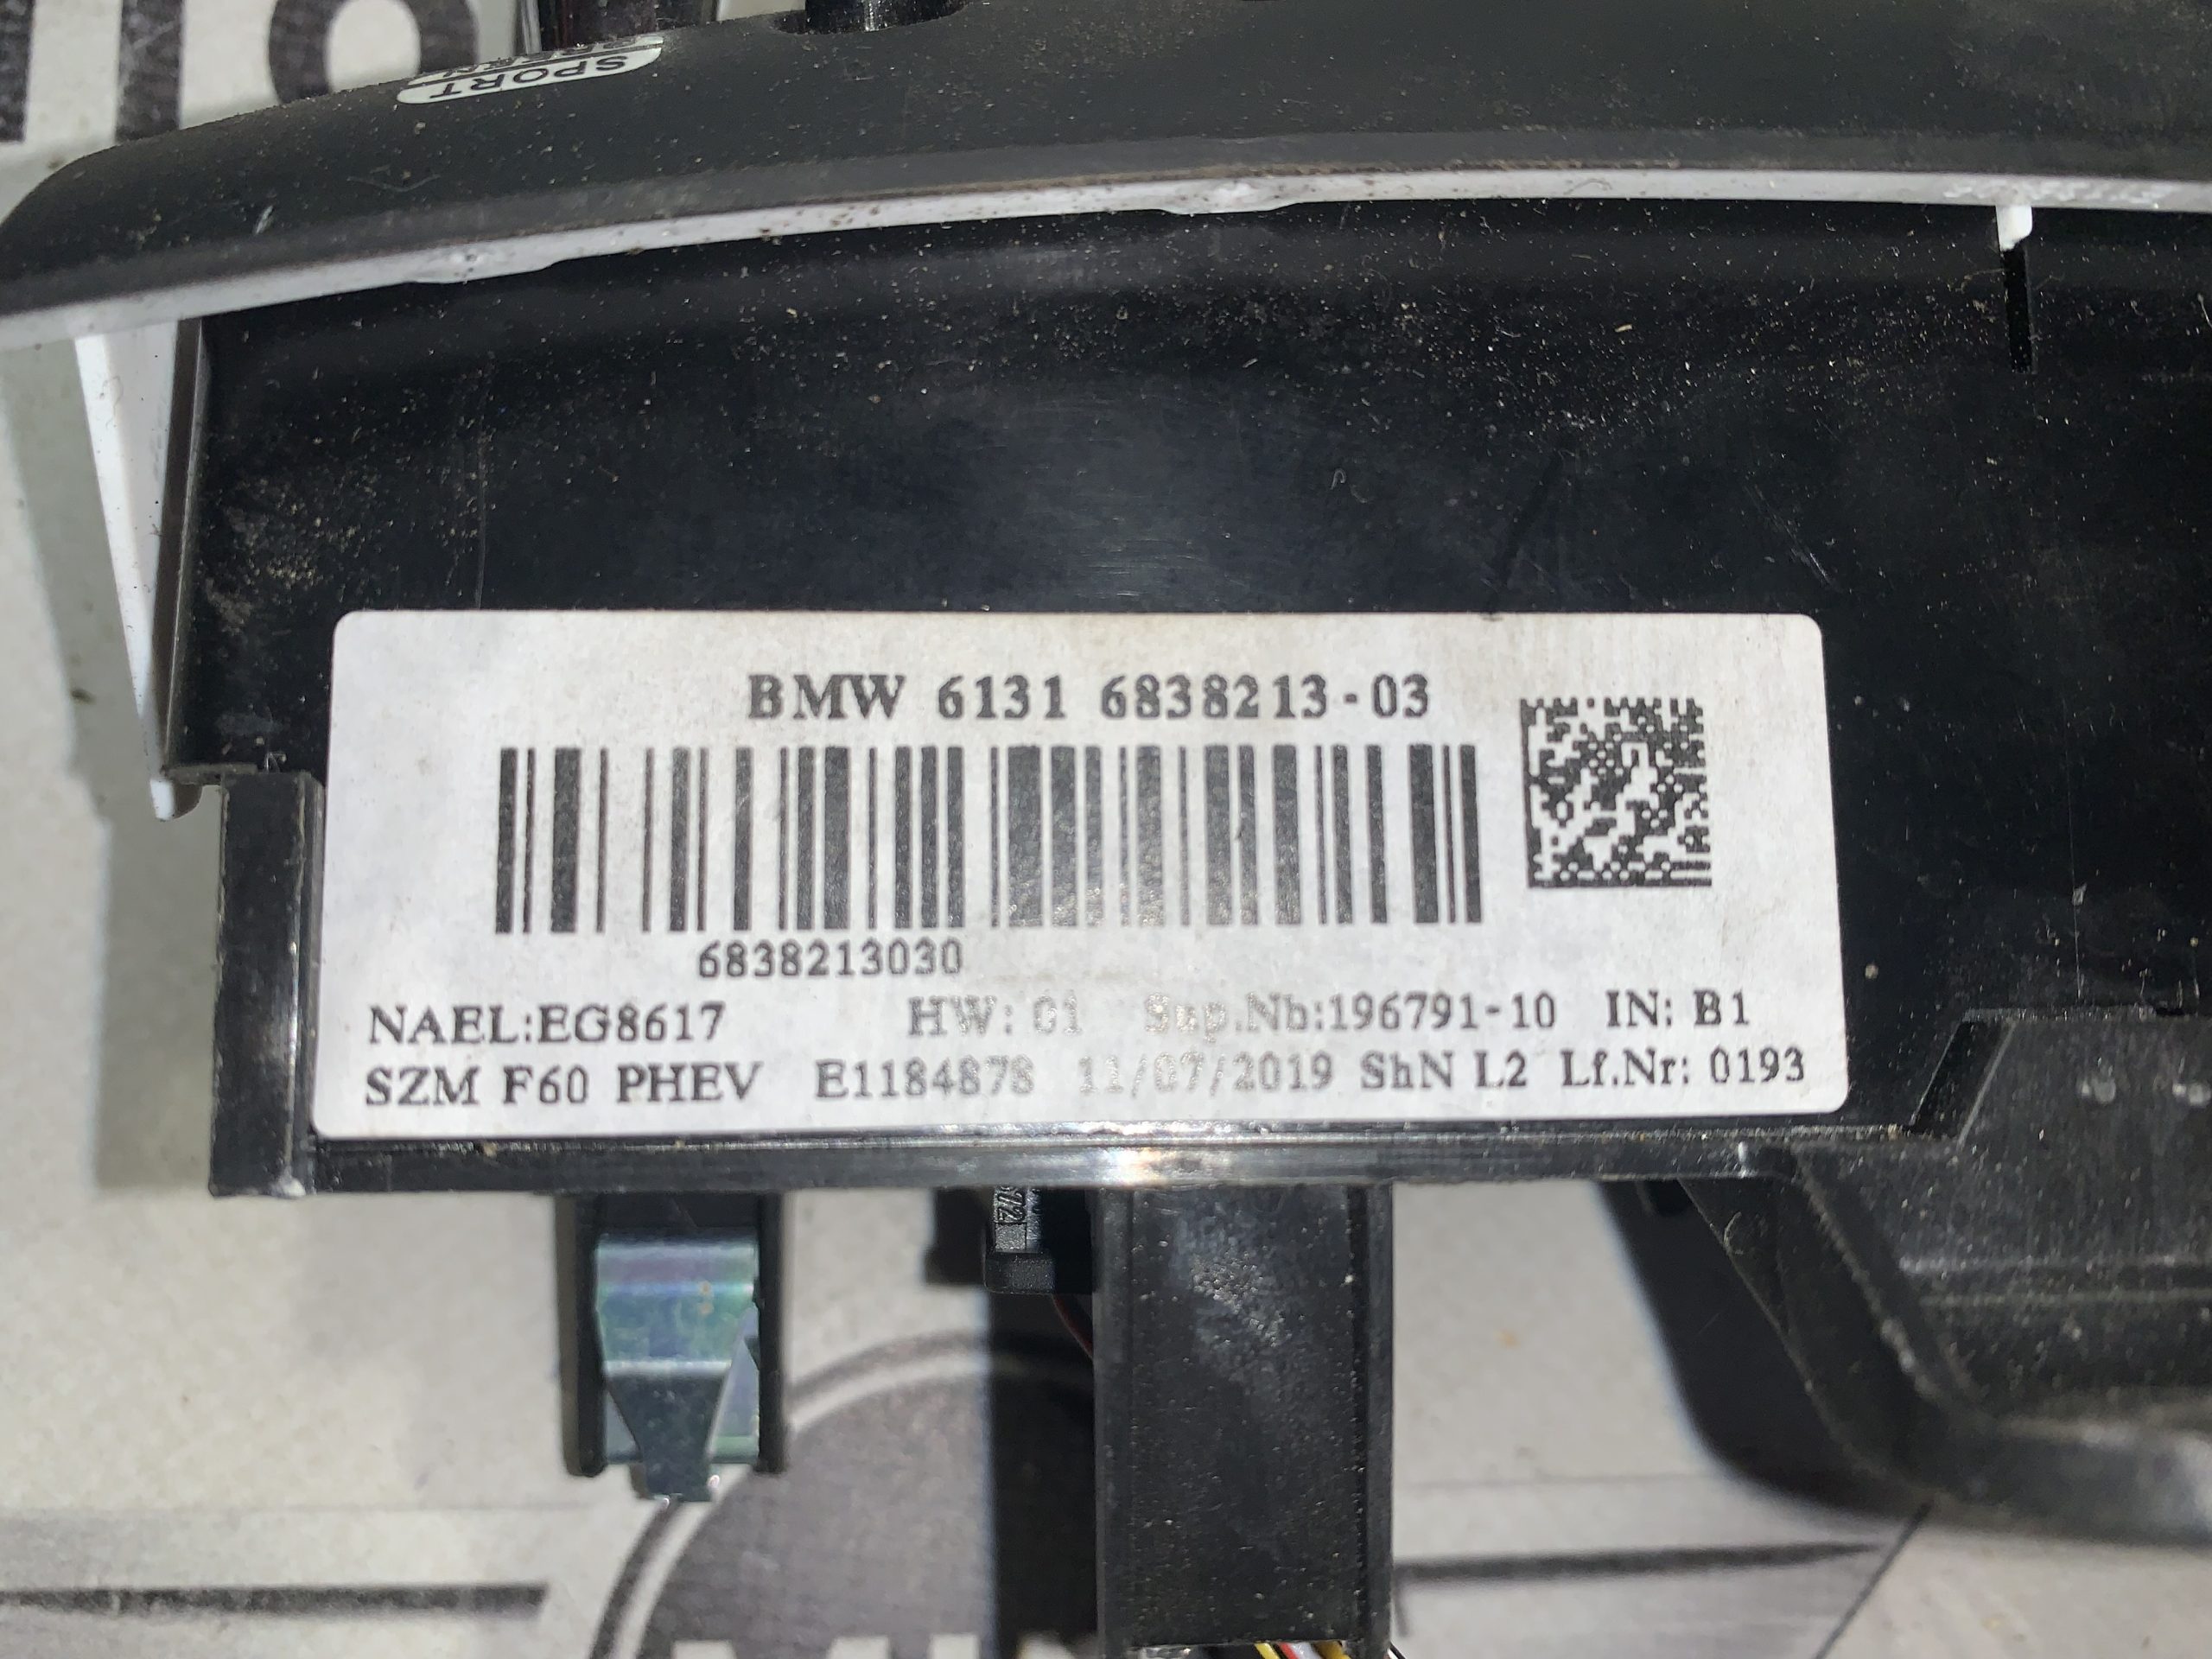 SPORT
BMW 6131 6838213-03
6838213030
NAEL:EG8617 HW: 01 Sup.Nb:196791-10 IN: B1
SZM F60 PHEV E1184878 11/07/2019 ShN L2 Lf.Nr: 0193